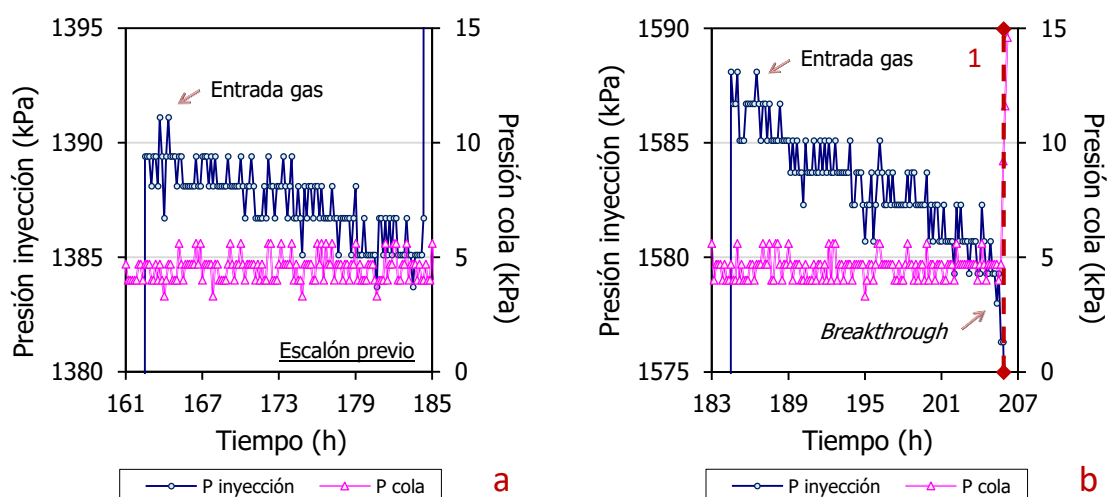 1395
1390
1385
1380
15
10
5
0
161
167
173
179
185
Presión inyección (kPa)
Presión cola (kPa)
Entrada gas
Escalón previo
Tiempo (h)
P inyección
P cola
a
1590
1585
1580
1575
15
10
5
0
183
189
195
201
207
Presión inyección (kPa)
Presión cola (kPa)
Entrada gas
1
Breakthrough
Tiempo (h)
P inyección
P cola
b